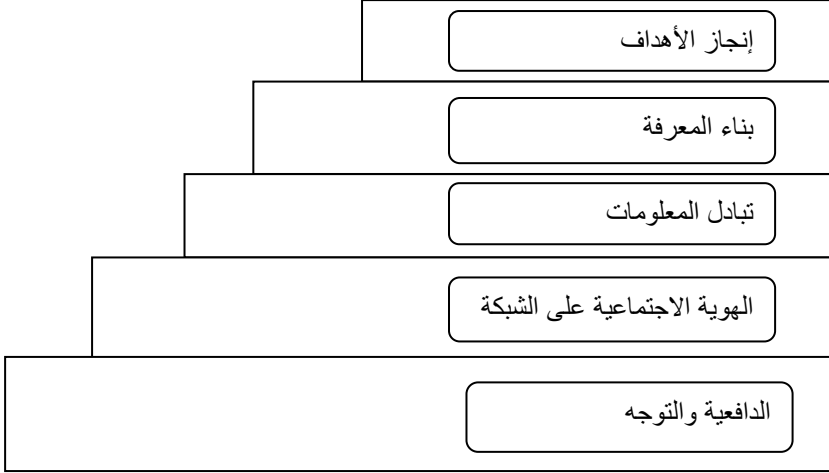 إنجاز الأهداف
بناء المعرفة
تبادل المعلومات
الهوية الاجتماعية على الشبكة
الدافعية والتوجه